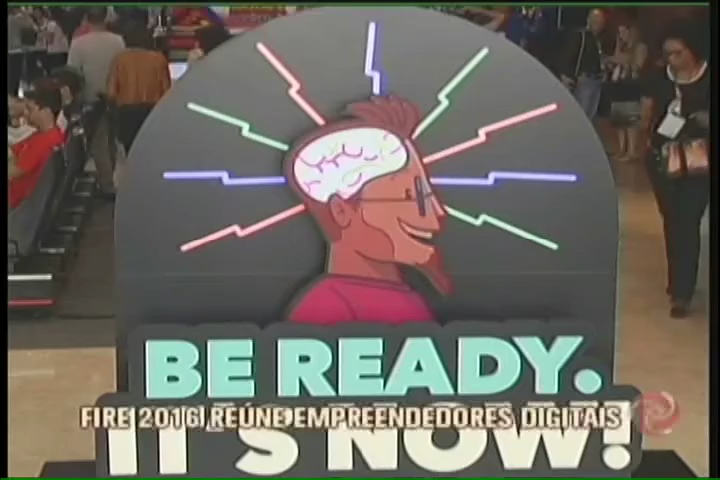 BE READY.
FIRE 2016 REÚNE EMPREENDEDORES DIGITAIS
IT'S NOW!